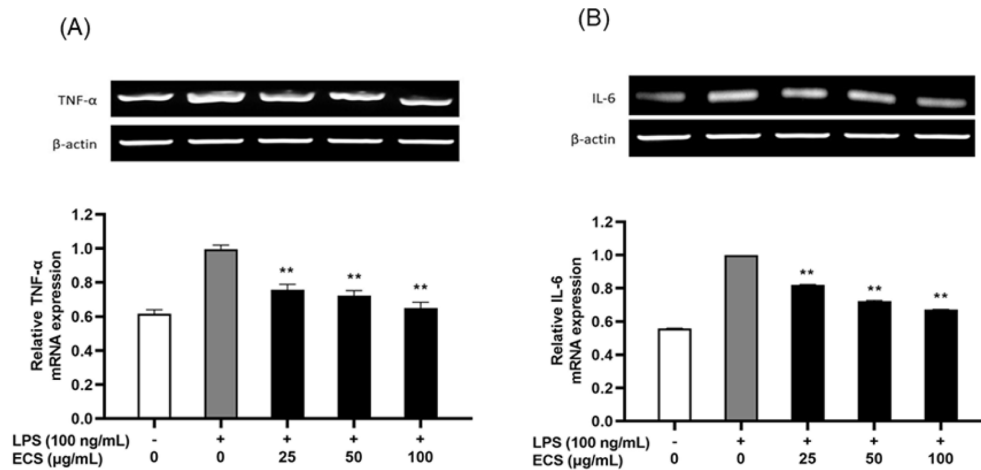 (A)
TNF-α
β-actin
Relative TNF-α
mRNA expression
1.2
1.0
0.8
0.6
0.4
0.2
0.0
** ** **
LPS (100 ng/mL) - + + + +
ECS (µg/mL) 0 0 25 50 100
(B)
IL-6
β-actin
Relative IL-6
mRNA expression
1.2
1.0
0.8
0.6
0.4
0.2
0.0
** ** **
LPS (100 ng/mL) - + + + +
ECS (µg/mL) 0 0 25 50 100